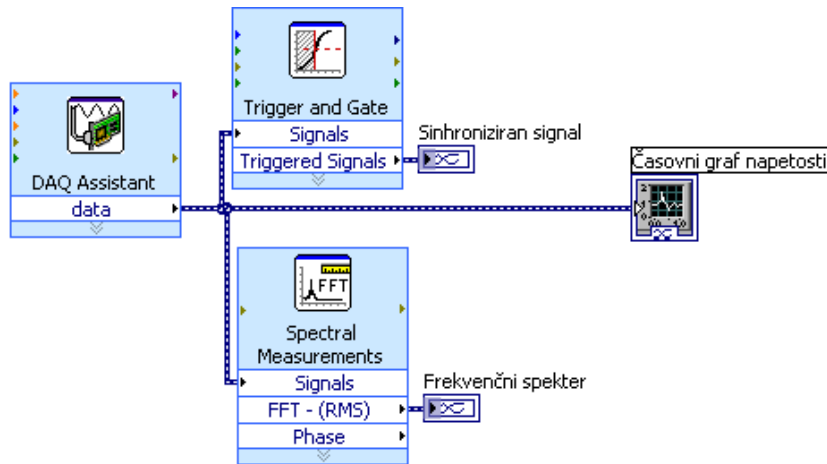 DAQ Assistant
data
Trigger and Gate
Signals
Triggered Signals
Sinhroniziran signal
Časovni graf napetosti
FFT
Spectral
Measurements
Signals
FFT - (RMS)
Phase
Frekvenčni spekter